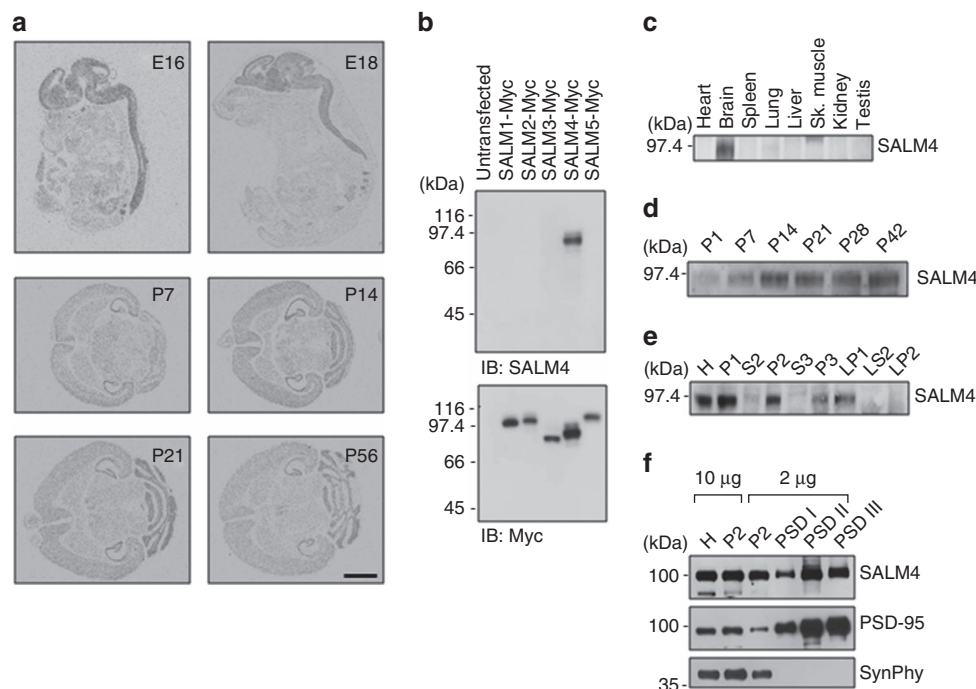 a
E16
E18
P7
P14
P21
P56
b
Untransfected
SALM1-Myc
SALM2-Myc
SALM3-Myc
SALM4-Myc
SALM5-Myc
(kDa)
116
97.4
66
45
IB: SALM4
116
97.4
66
45
IB: Myc
c
Heart
Brain
Spleen
Lung
Liver
Sk. muscle
Kidney
Testis
(kDa)
97.4
SALM4
d
P1 P7 P14 P21 P28 P42
97.4
SALM4
e
H P1 S2 P2 S3 P3 LP1 LS2 LP2
97.4
SALM4
f
10 μg 2 μg
H P2 P2 PSD I PSD II PSD III
(kDa)
100
SALM4
100
PSD-95
35
SynPhy